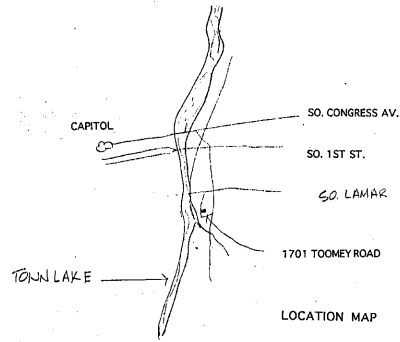 SO. CONGRESS AV.
CAPITOL
SO. 1ST ST.
SO. LAMAR
1701 TOOMEY ROAD
TOWN LAKE
LOCATION MAP